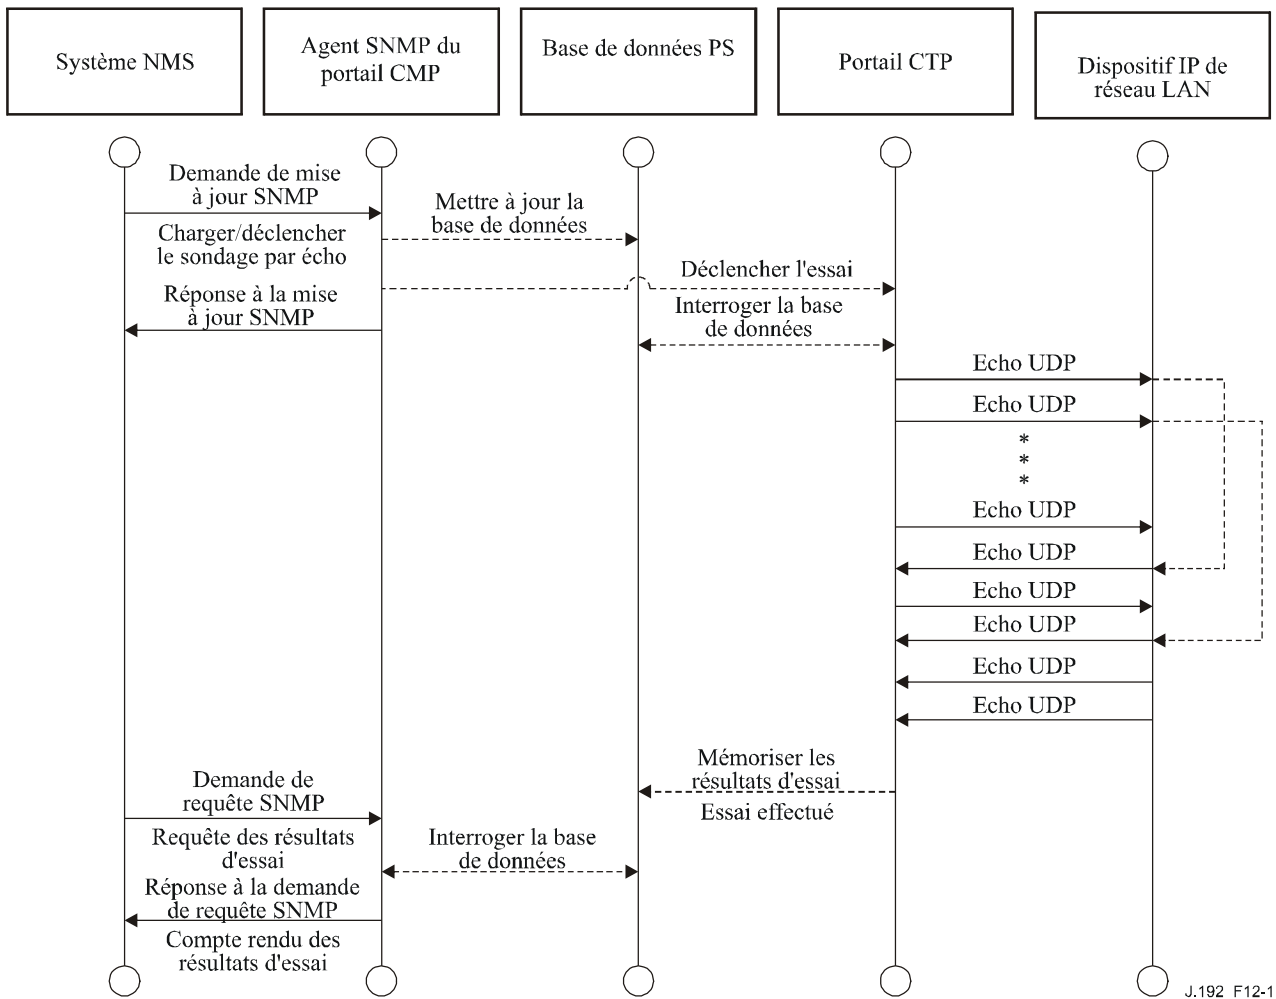 Système NMS
Agent SNMP du
portail CMP
Base de données PS
Portail CTP
Dispositif IP de
réseau LAN
Demande de mise
à jour SNMP
Charger/déclencher
le sondage par écho
Mettre à jour la
base de données
Déclencher l'essai
Réponse à la mise
à jour SNMP
Interroger la base
de données
Echo UDP
Echo UDP
*
*
*
Echo UDP
Echo UDP
Echo UDP
Echo UDP
Echo UDP
Echo UDP
Mémoriser les
résultats d'essai
Essai effectué
Demande de
requête SNMP
Requête des résultats
d'essai
Interroger la base
de données
Réponse à la demande
de requête SNMP
Compte rendu des
résultats d'essai
J.192_F12-1